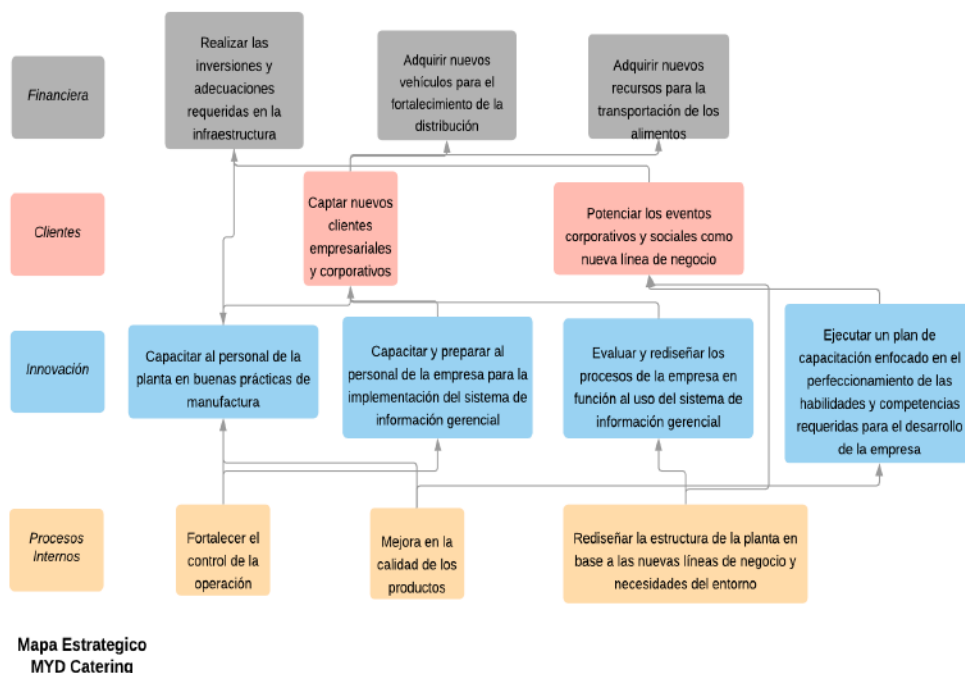 Financiera
Realizar las
inversiones y
adecuaciones
requeridas en la
infraestructura
Adquirir nuevos
vehículos para el
fortalecimiento de la
distribución
Adquirir nuevos
recursos para la
transportación de los
alimentos
Clientes
Captar nuevos
clientes
empresariales
y corporativos
Potenciar los eventos
corporativos y sociales como
nueva línea de negocio
Innovación
Capacitar al personal de la
planta en buenas prácticas de
manufactura
Capacitar y preparar al
personal de la empresa para la
implementación del sistema de
información gerencial
Evaluar y rediseñar los
procesos de la empresa en
función al uso del sistema de
información gerencial
Ejecutar un plan de
capacitación enfocado en el
perfeccionamiento de las
habilidades y competencias
requeridas para el desarrollo
de la empresa
Procesos
Internos
Fortalecer el
control de la
operación
Mejora en la
calidad de los
productos
Rediseñar la estructura de la planta en
base a las nuevas líneas de negocio y
necesidades del entorno
Mapa Estrategico
MYD Catering